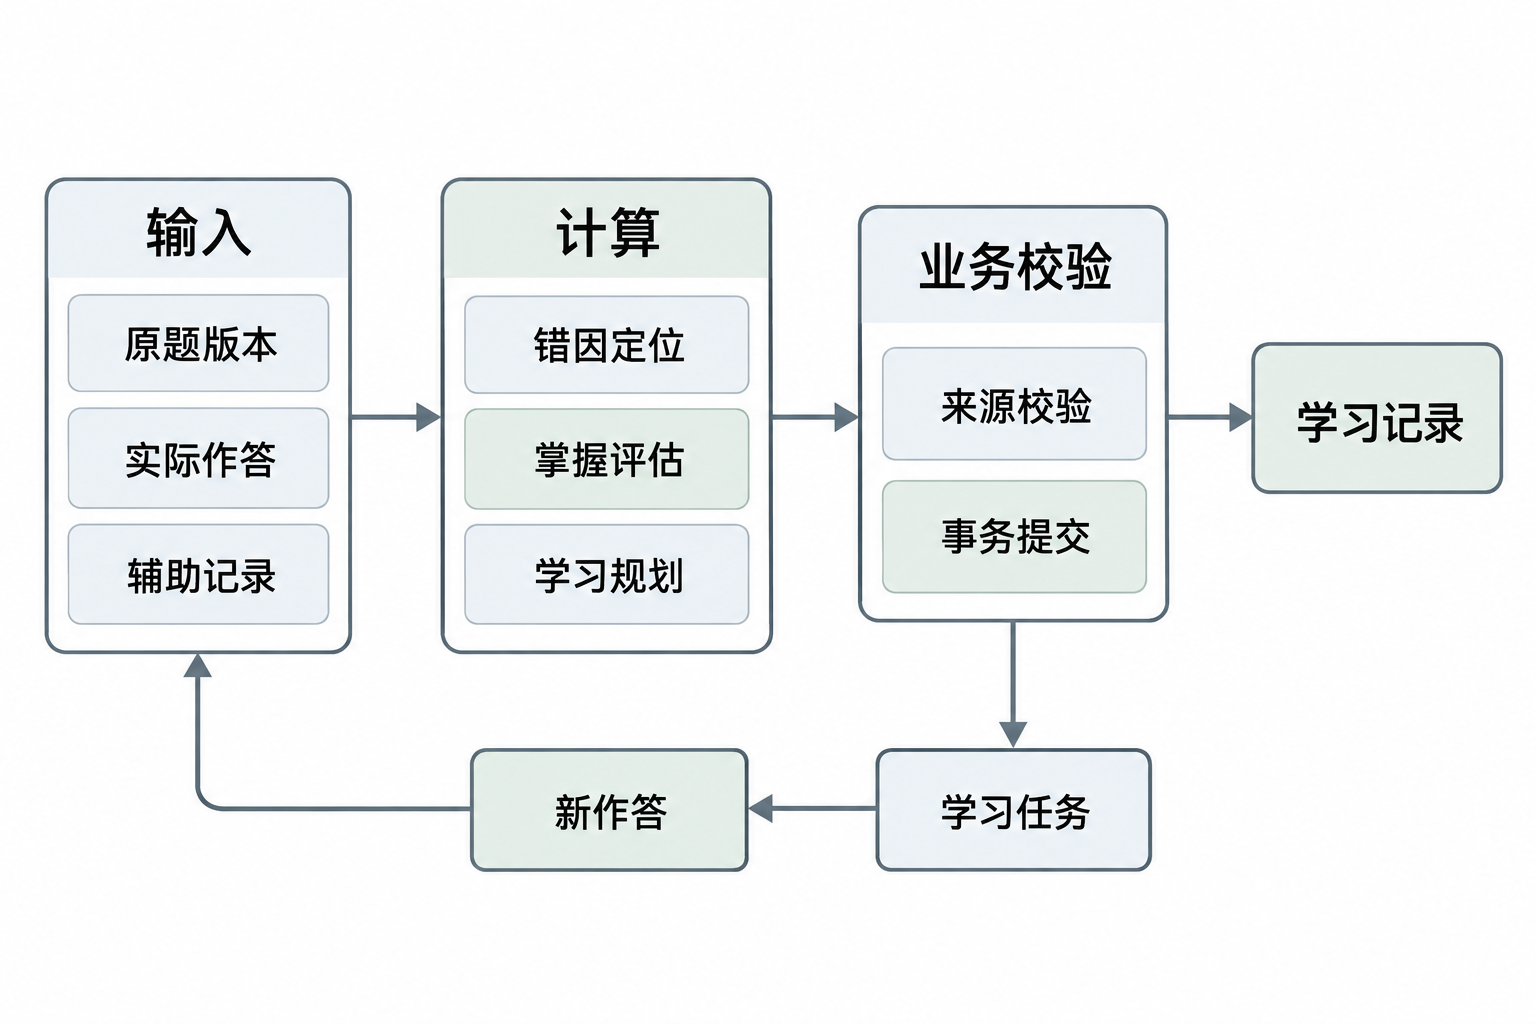 输入
原题版本
实际作答
辅助记录
计算
错因定位
掌握评估
学习规划
业务校验
来源校验
事务提交
学习记录
新作答
学习任务